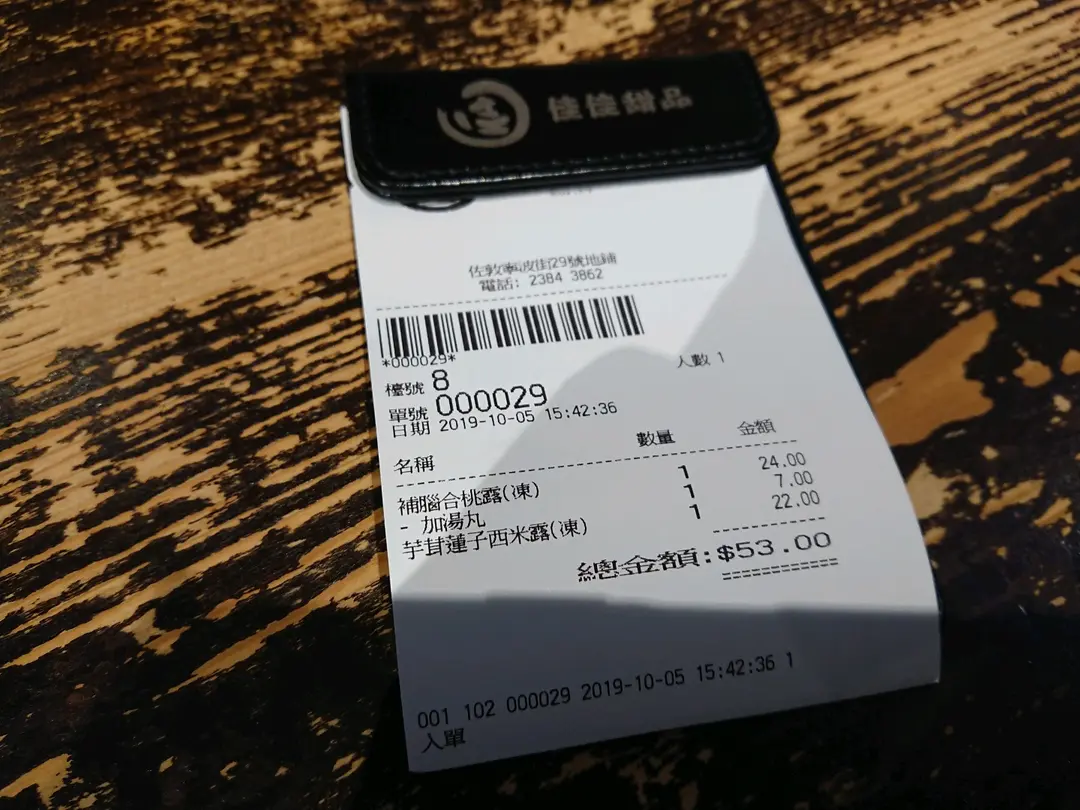 佳佳甜品
佐敦寧波街29號地鋪
電話: 2384 3862
*000029*
檯號 8
人數 1
單號 000029
日期 2019-10-05 15:42:36
名稱 數量 金額
補腦合桃露(凍) 1 24.00
- 加湯丸 1 7.00
芋茸蓮子西米露(凍) 1 22.00
總金額:$53.00
001 102 000029 2019-10-05 15:42:36 1
入單